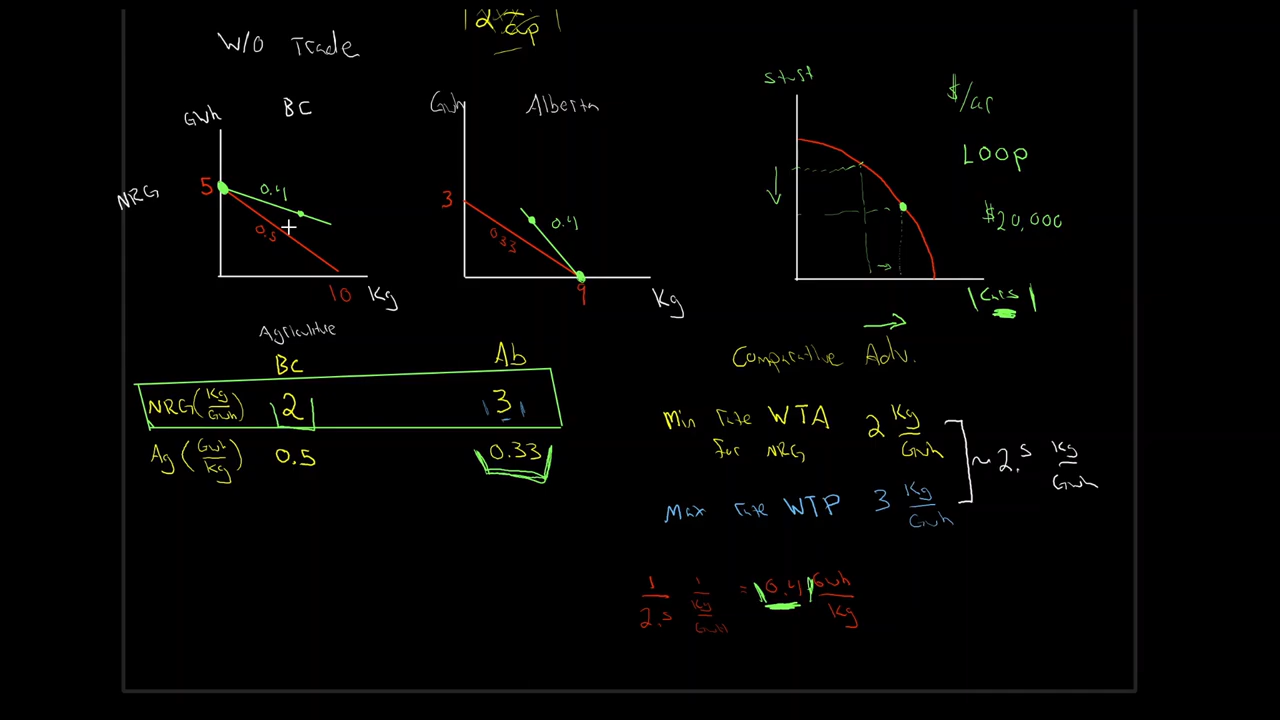 W/O Trade
GWh
BC
NRG
5
0.4
0.5
10
Kg
Agriculture
Gwh
Alberta
3
0.33
0.4
9
Kg
stust
$/ac
LOOP
$20,000
Cars
BC
Ab
NRG (Kg/Gwh)
2
3
Ag (Gwh/Kg)
0.5
0.33
Comparative Adv.
Min rate WTA 2 Kg/Gwh
for NRG
~ 2.5 Kg/Gwh
Max rate WTP 3 Kg/Gwh
1/2.5 1/(Kg/GwH) = 0.4 Gwh/Kg